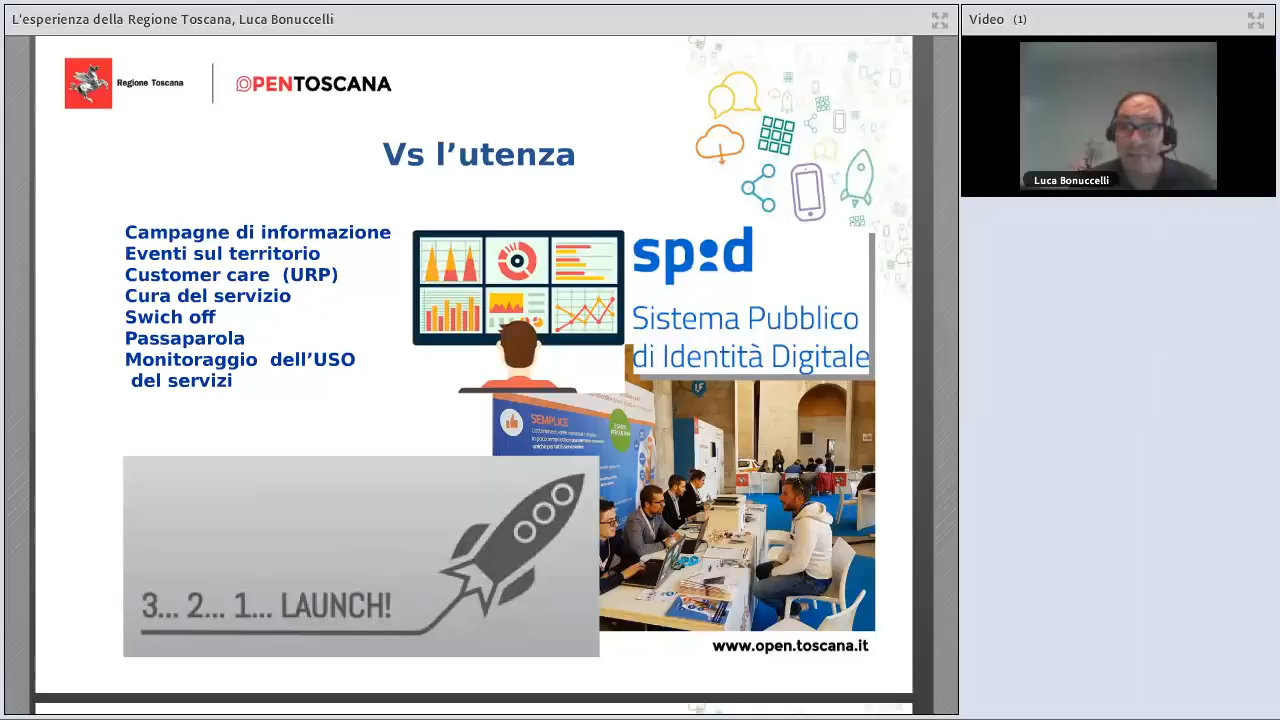 L'esperienza della Regione Toscana, Luca Bonuccelli
Video (1)
Regione Toscana
OPENTOSCANA
Luca Bonuccelli
Vs l’utenza
Campagne di informazione
Eventi sul territorio
Customer care (URP)
Cura del servizio
Swich off
Passaparola
Monitoraggio dell’USO
del servizi
spid
Sistema Pubblico
di Identità Digitale
SEMPLICE
3... 2... 1... LAUNCH!
www.open.toscana.it